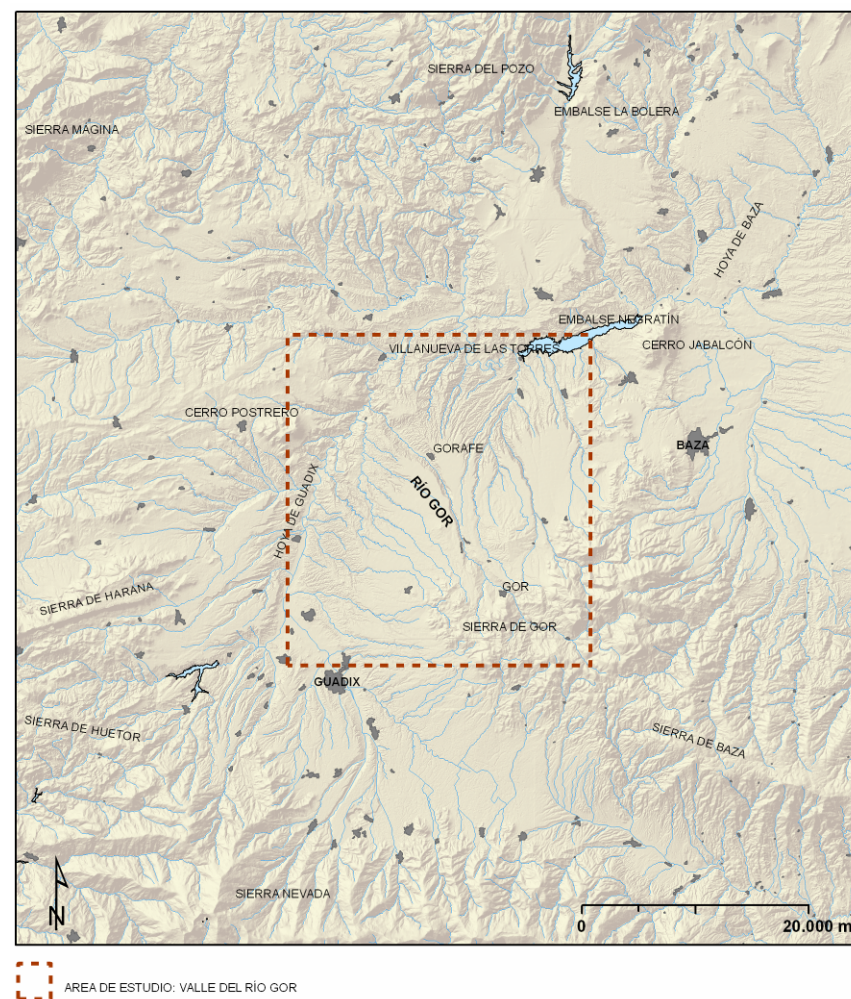 SIERRA DEL POZO
EMBALSE LA BOLERA
SIERRA MÁGINA
HOYA DE BAZA
EMBALSE NEGRATÍN
VILLANUEVA DE LAS TORRES
CERRO JABALCÓN
CERRO POSTRERO
BAZA
GORAFE
RÍO GOR
HOYA DE GUADIX
GOR
SIERRA DE HARANA
SIERRA DE GOR
GUADIX
SIERRA DE HUETOR
SIERRA DE BAZA
SIERRA NEVADA
N
0 20.000 m
AREA DE ESTUDIO: VALLE DEL RÍO GOR